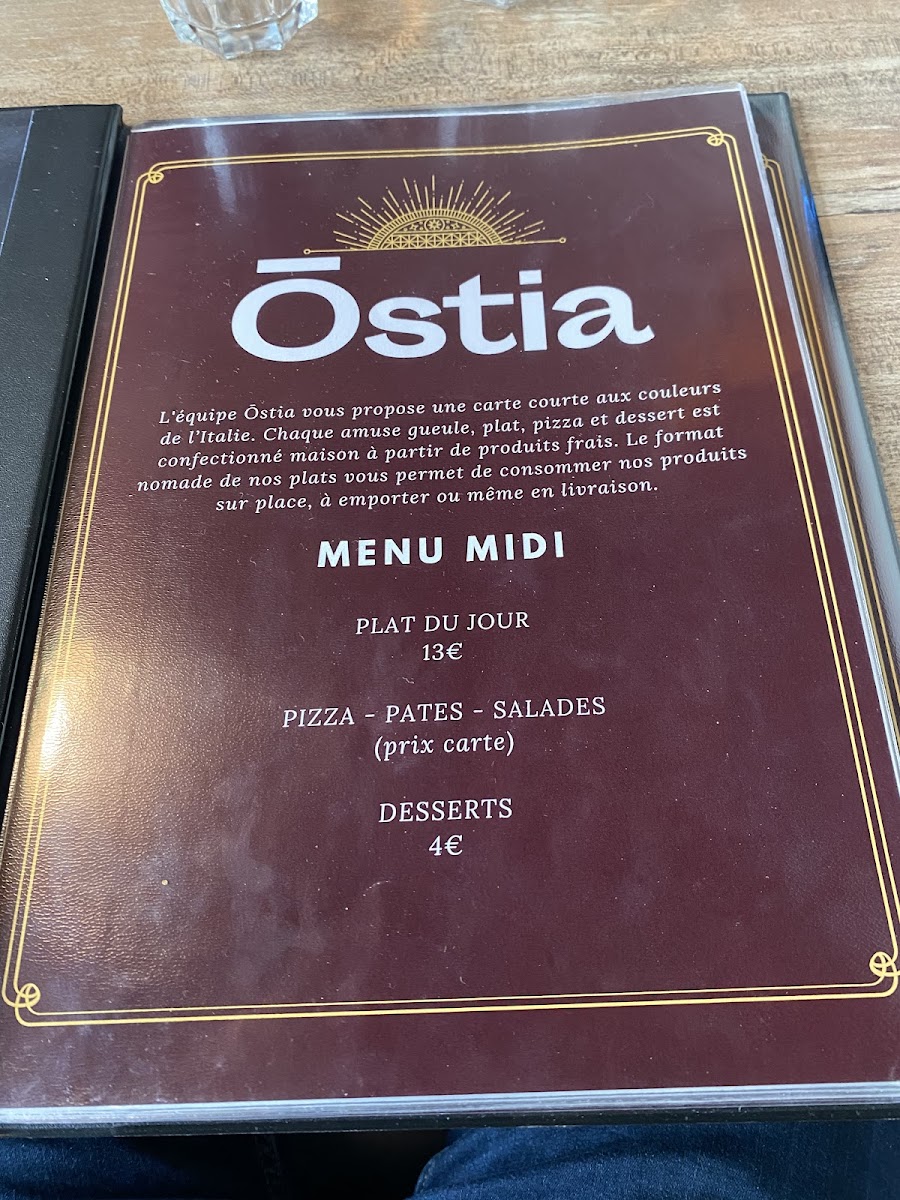 Ōstia
L'équipe Ōstia vous propose une carte courte aux couleurs
de l'Italie. Chaque amuse gueule, plat, pizza et dessert est
confectionné maison à partir de produits frais. Le format
nomade de nos plats vous permet de consommer nos produits
sur place, à emporter ou même en livraison.
MENU MIDI
PLAT DU JOUR
13€
PIZZA - PATES - SALADES
(prix carte)
DESSERTS
4€